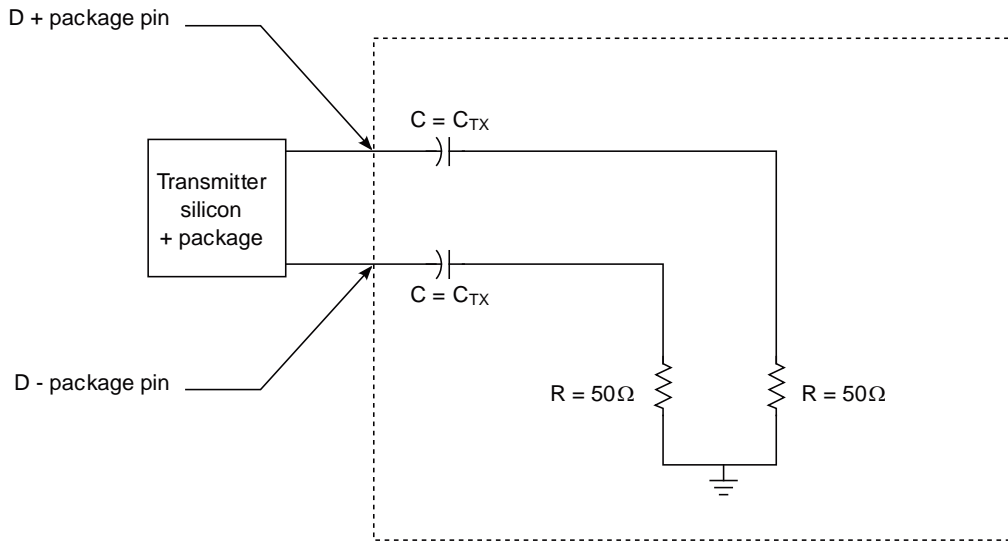 D + package pin
C = CTX
Transmitter
silicon
+ package
C = CTX
D - package pin
R = 50Ω
R = 50Ω